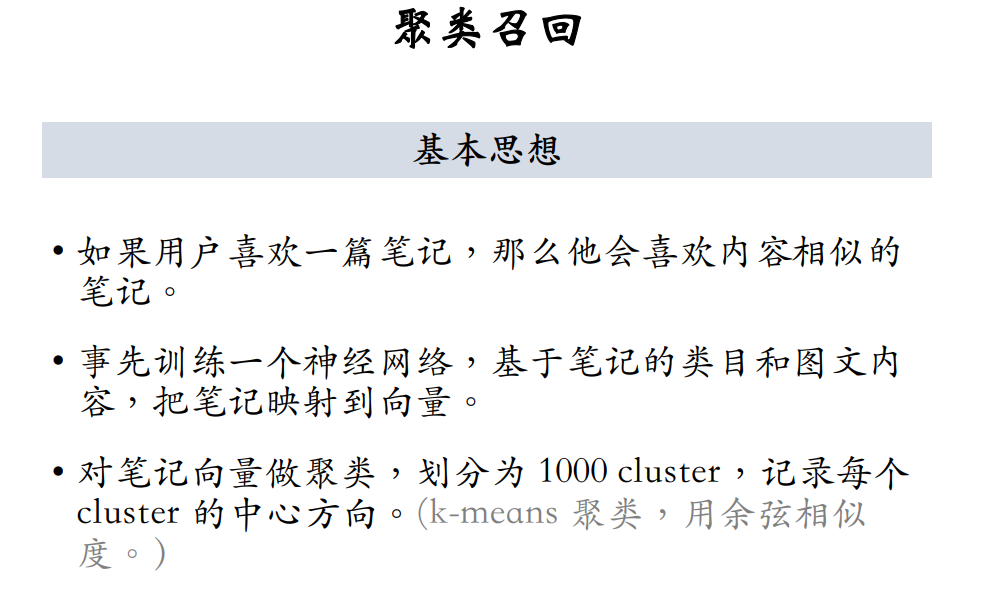 聚类召回
基本思想
• 如果用户喜欢一篇笔记，那么他会喜欢内容相似的
笔记。
• 事先训练一个神经网络，基于笔记的类目和图文内
容，把笔记映射到向量。
• 对笔记向量做聚类，划分为 1000 cluster，记录每个
cluster 的中心方向。(k-means 聚类，用余弦相似
度。)